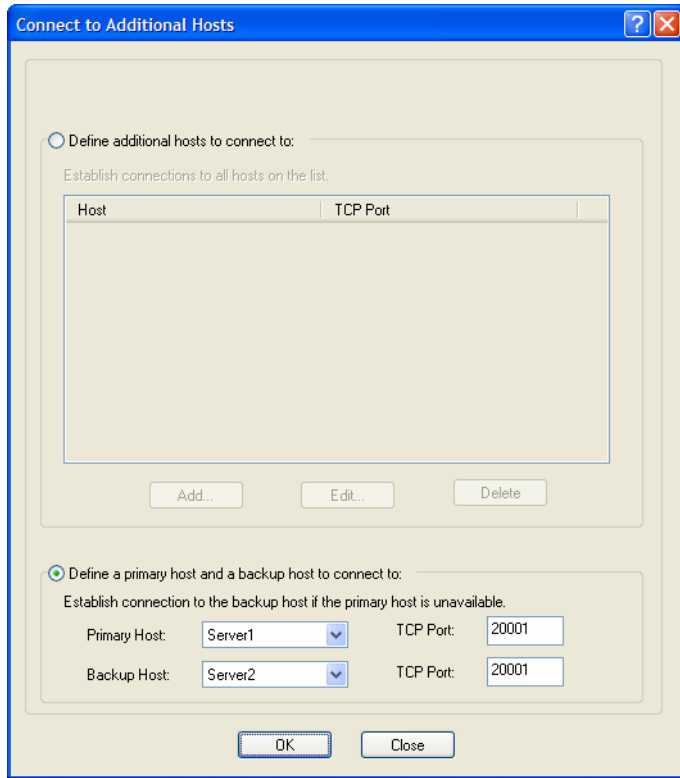 Connect to Additional Hosts
Define additional hosts to connect to:
Establish connections to all hosts on the list.
Host TCP Port
Add... Edit... Delete
Define a primary host and a backup host to connect to:
Establish connection to the backup host if the primary host is unavailable.
Primary Host: Server1 TCP Port: 20001
Backup Host: Server2 TCP Port: 20001
OK Close